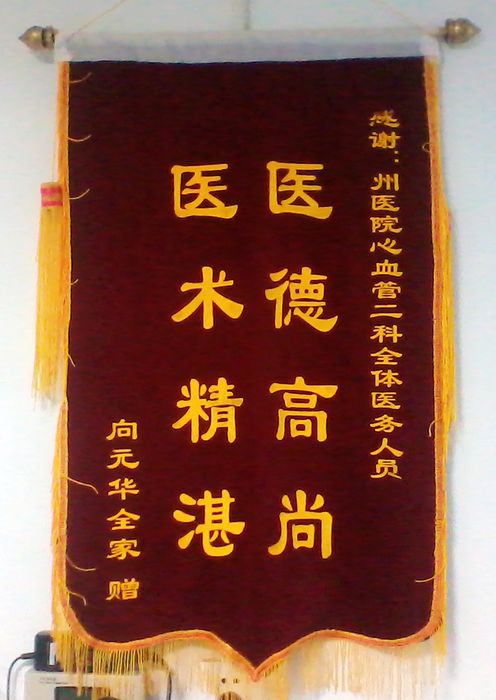 感谢：州医院心血管二科全体医务人员
医德高尚
医术精湛
向元华全家 赠